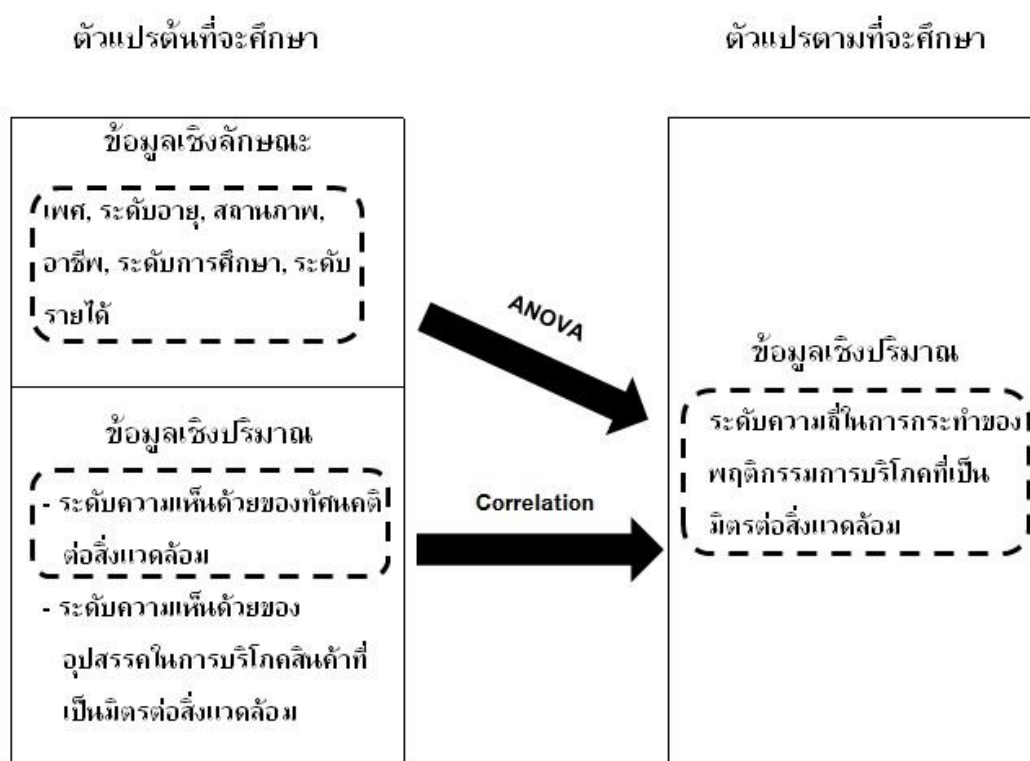 ตัวแปรต้นที่จะศึกษา
ตัวแปรตามที่จะศึกษา
ข้อมูลเชิงลักษณะ
เพศ, ระดับอายุ, สถานภาพ,
อาชีพ, ระดับการศึกษา, ระดับ
รายได้
ANOVA
ข้อมูลเชิงปริมาณ
- ระดับความเห็นด้วยของทัศนคติ
ต่อสิ่งแวดล้อม
- ระดับความเห็นด้วยของ
อุปสรรคในการบริโภคสินค้าที่
เป็นมิตรต่อสิ่งแวดล้อม
Correlation
ข้อมูลเชิงปริมาณ
ระดับความถี่ในการกระทำของ
พฤติกรรมการบริโภคที่เป็น
มิตรต่อสิ่งแวดล้อม